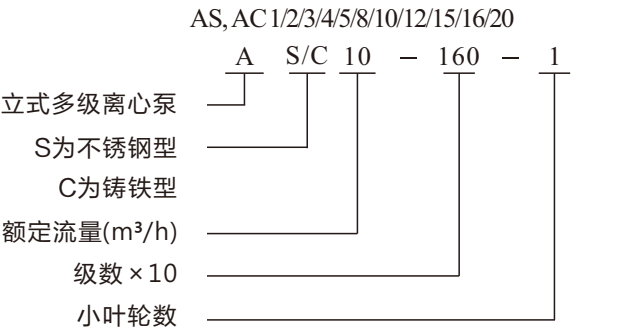 AS, AC 1/2/3/4/5/8/10/12/15/16/20
A S/C 10 – 160 – 1
立式多级离心泵
S为不锈钢型
C为铸铁型
额定流量(m³/h)
级数×10
小叶轮数